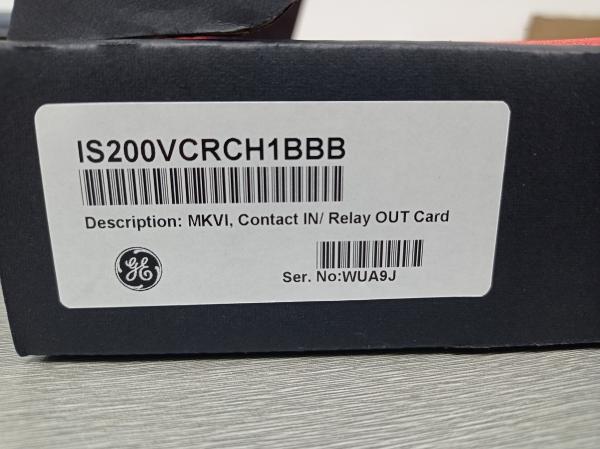 IS200VCRCH1BBB
Description: MKVI, Contact IN/ Relay OUT Card
GE
Ser. No:WUA9J